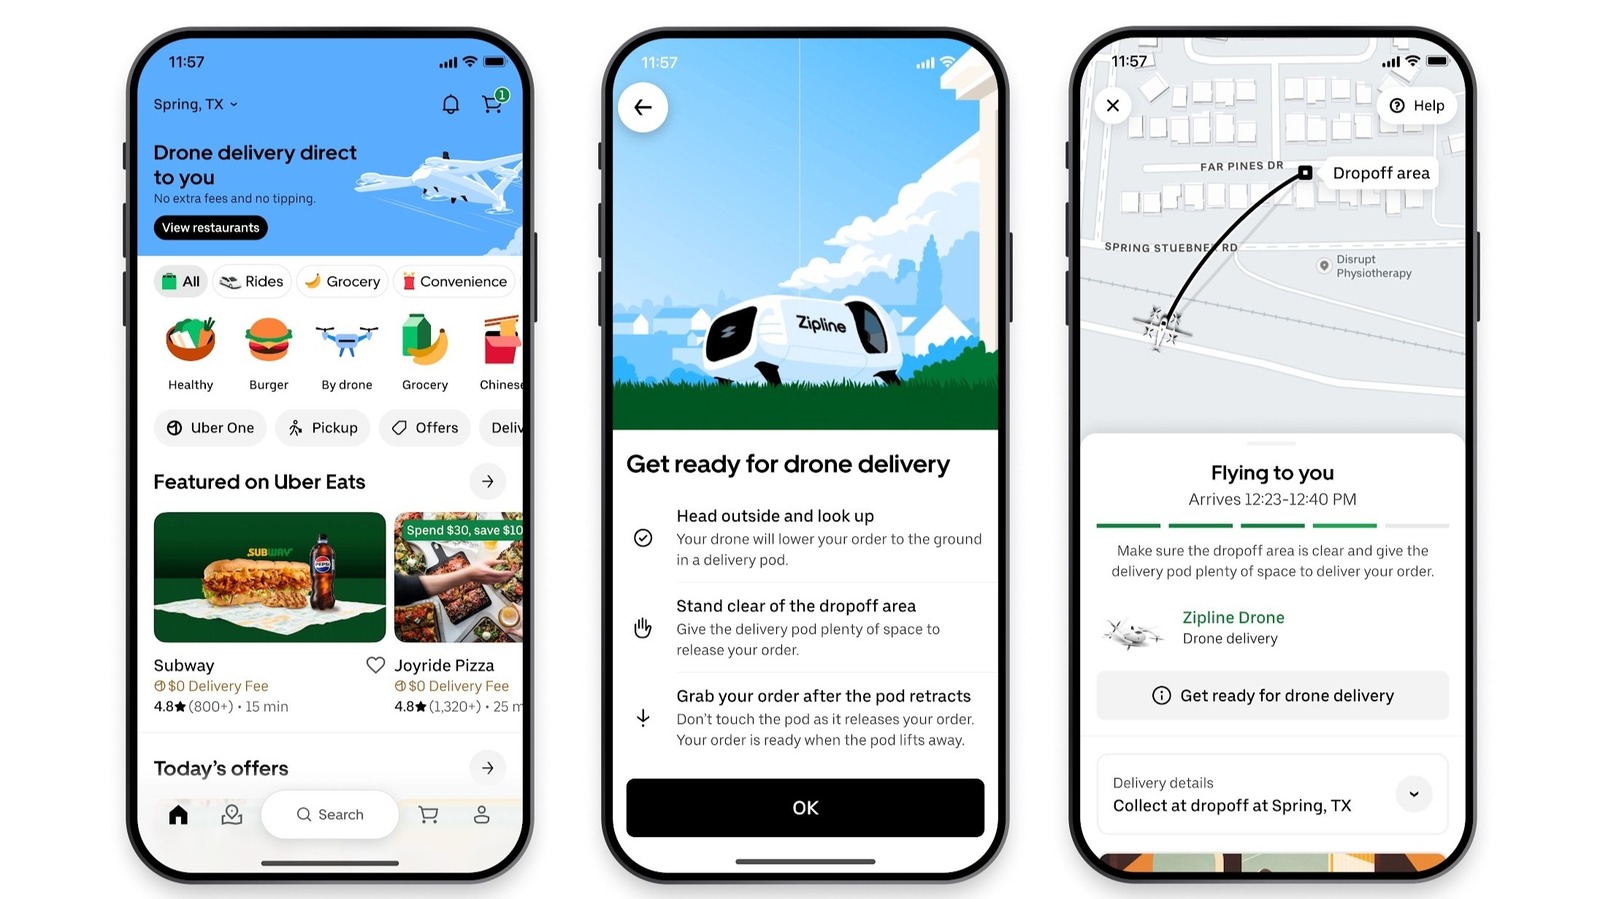 11:57
Spring, TX
1
Drone delivery direct
to you
No extra fees and no tipping.
View restaurants
All
Rides
Grocery
Convenience
Healthy
Burger
By drone
Grocery
Chinese
Uber One
Pickup
Offers
Deliv
Featured on Uber Eats
SUBWAY
pepsi
Spend $30, save $10
Subway
$0 Delivery Fee
4.8★ (800+) • 15 min
Joyride Pizza
$0 Delivery Fee
4.8★ (1,320+) • 25 m
Today's offers
Search
11:57
Zipline
Get ready for drone delivery
Head outside and look up
Your drone will lower your order to the ground
in a delivery pod.
Stand clear of the dropoff area
Give the delivery pod plenty of space to
release your order.
Grab your order after the pod retracts
Don't touch the pod as it releases your order.
Your order is ready when the pod lifts away.
OK
11:57
Help
FAR PINES DR
Dropoff area
SPRING STUEBNER RD
Disrupt
Physiotherapy
Flying to you
Arrives 12:23-12:40 PM
Make sure the dropoff area is clear and give the
delivery pod plenty of space to deliver your order.
Zipline Drone
Drone delivery
Get ready for drone delivery
Delivery details
Collect at dropoff at Spring, TX